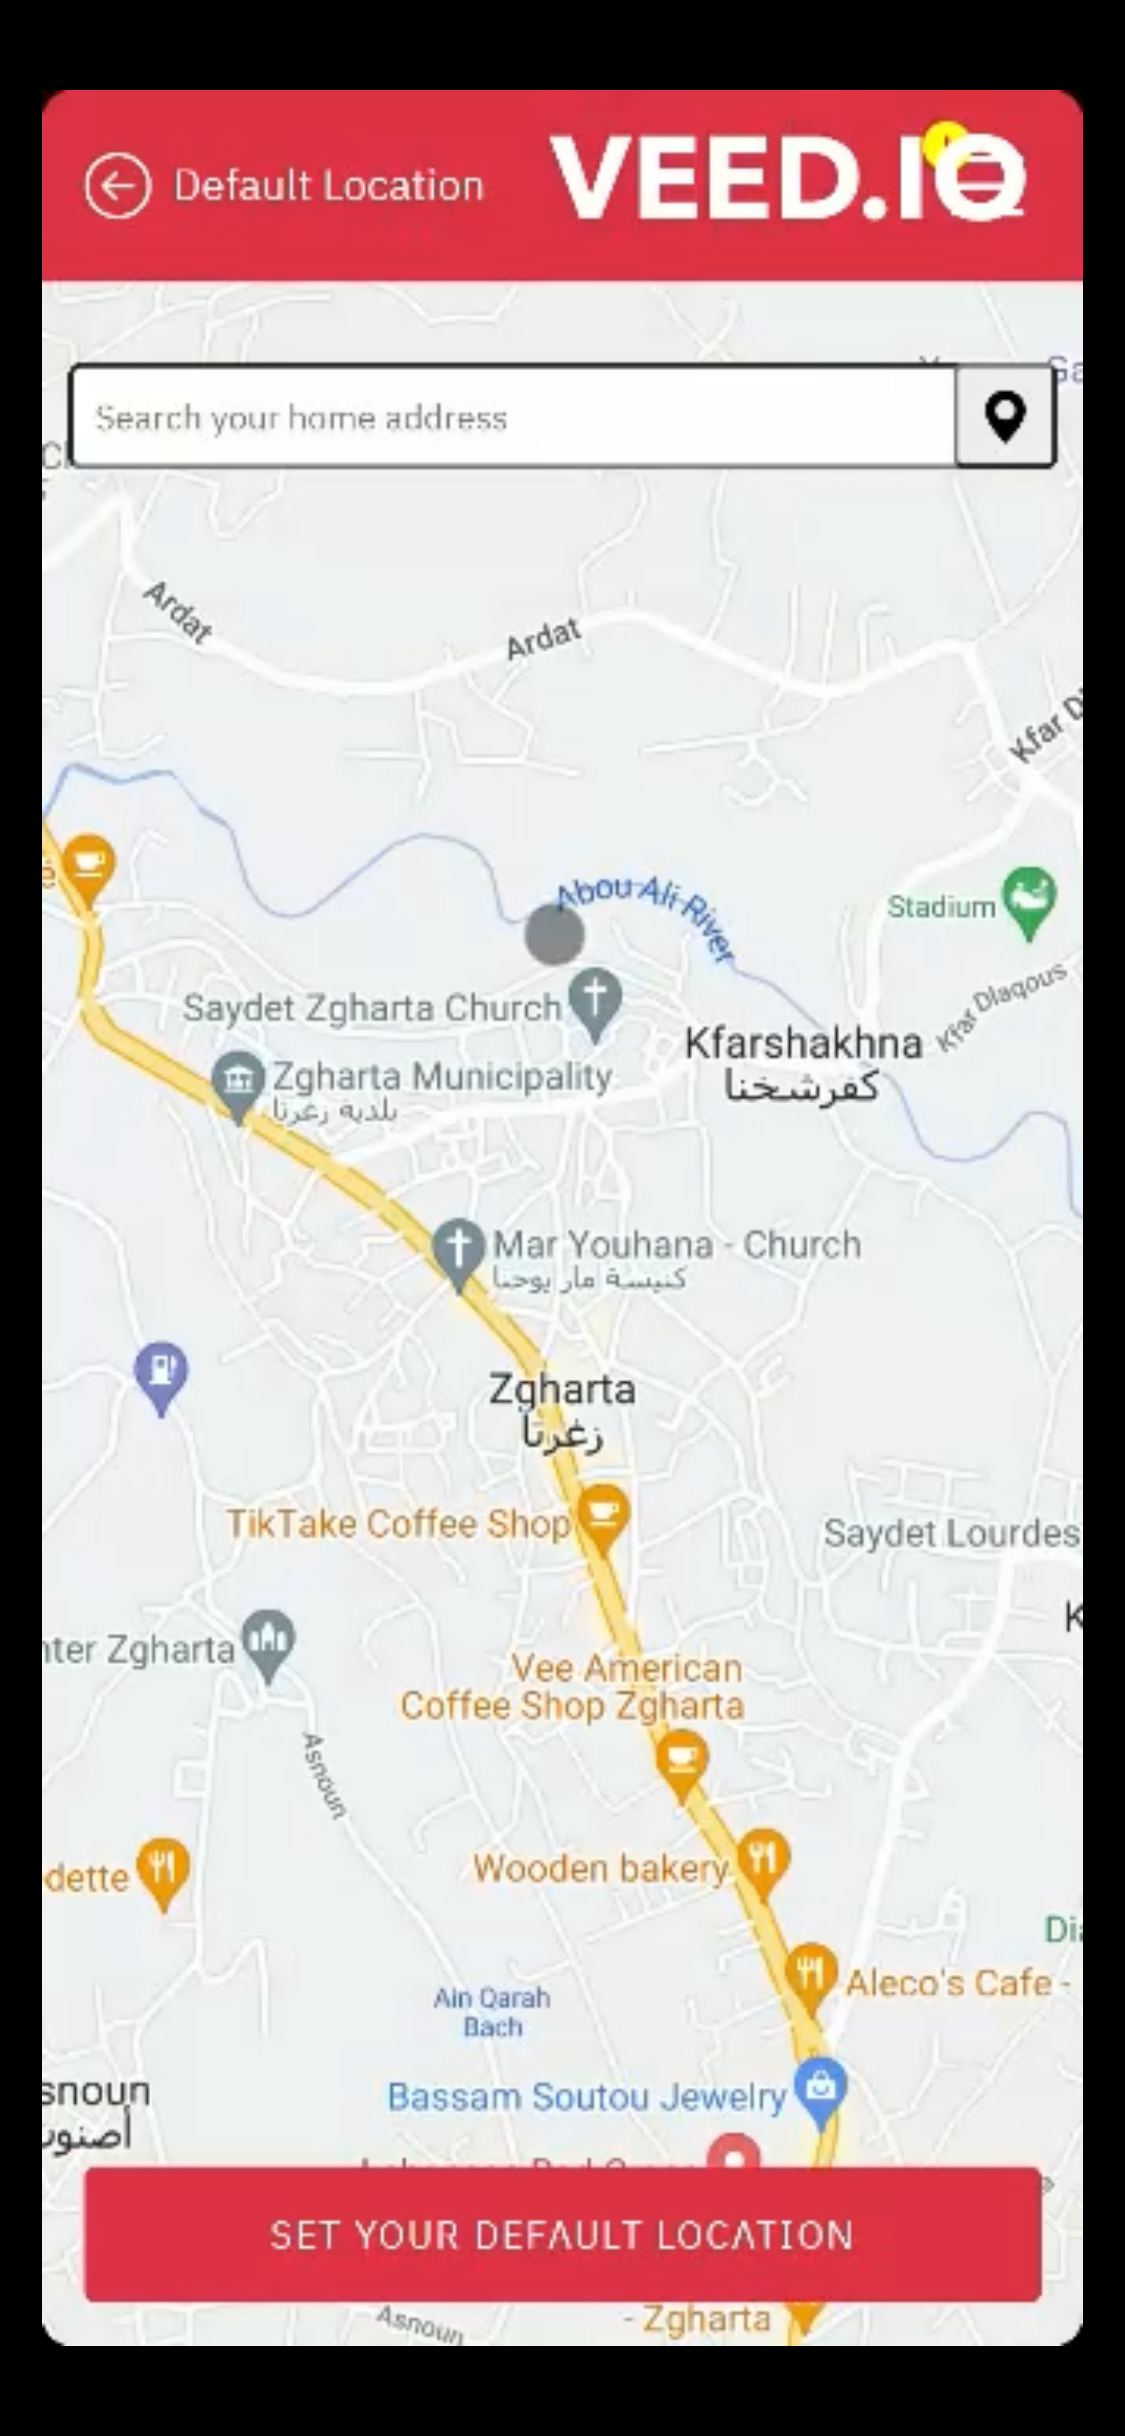 Default Location
VEED.IO
Search your home address
Ardat
Ardat
Abou Ali River
Stadium
Kfar Dlaqous
Saydet Zgharta Church
Kfarshakhna
كفرشخنا
Zgharta Municipality
بلدية زغرتا
Mar Youhana - Church
كنيسة مار يوحنا
Zgharta
زغرتا
TikTake Coffee Shop
Saydet Lourdes
nter Zgharta
Vee American
Coffee Shop Zgharta
Asnoun
Wooden bakery
dette
Aleco's Cafe -
Ain Qarah
Bach
Bassam Soutou Jewelry
snoun
SET YOUR DEFAULT LOCATION
- Zgharta
Asnoun